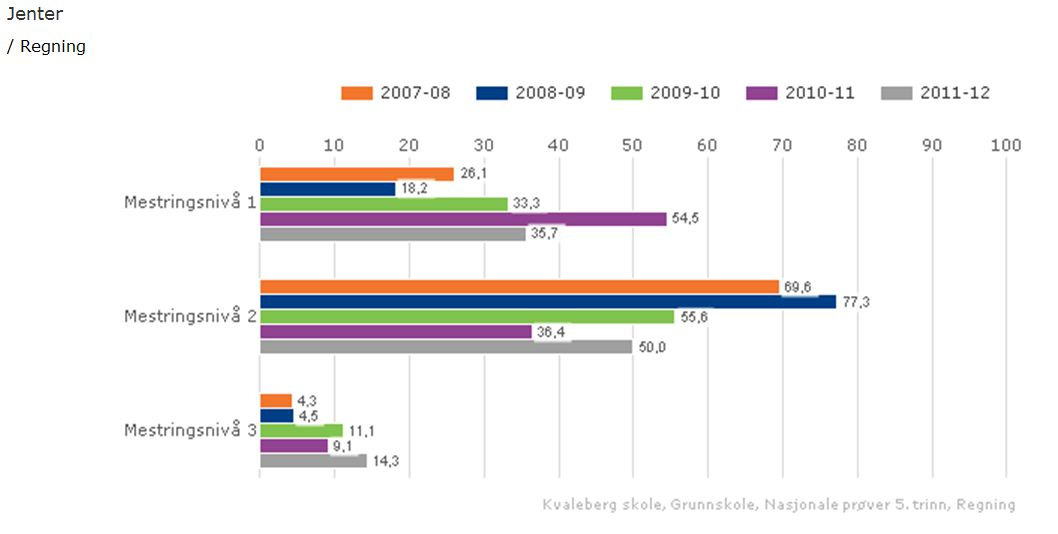 Jenter
/ Regning
2007-08 2008-09 2009-10 2010-11 2011-12
0 10 20 30 40 50 60 70 80 90 100
26,1
18,2
Mestringsnivå 1
33,3
54,5
35,7
69,6
77,3
Mestringsnivå 2
55,6
36,4
50,0
4,3
4,5
Mestringsnivå 3
11,1
9,1
14,3
Kvaleberg skole, Grunnskole, Nasjonale prøver 5. trinn, Regning